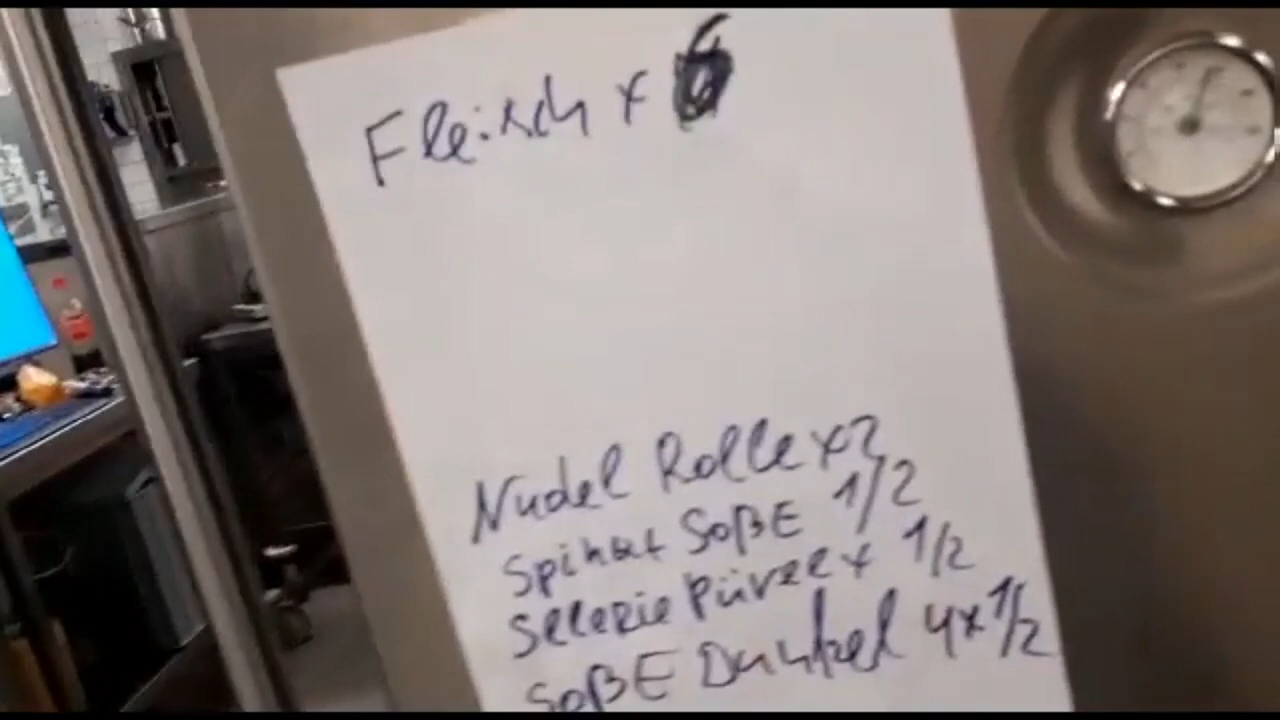 Fleisch x 6
Nudel Rolle x2
Spinat SoßE 1/2
Sellerie Püree x 1/2
SoßE Dunkel 4x1/2